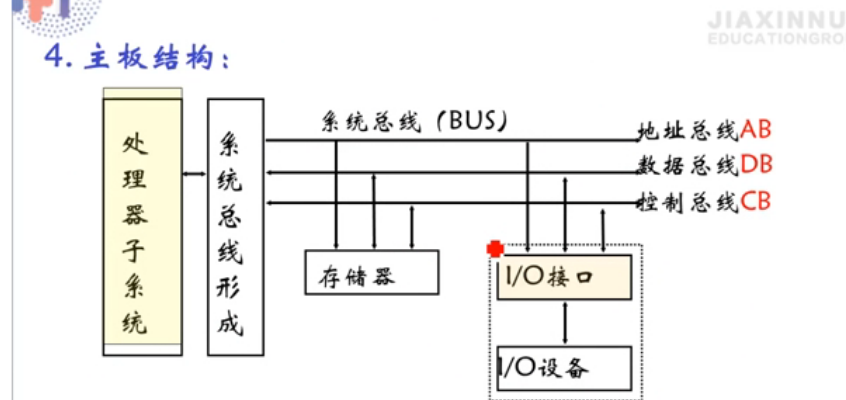 JIAXINNU
EDUCATIONGRO
4. 主板结构：
系统总线（BUS）
地址总线AB
数据总线DB
控制总线CB
处理器子系统
系统总线形成
存储器
I/O接口
I/O设备